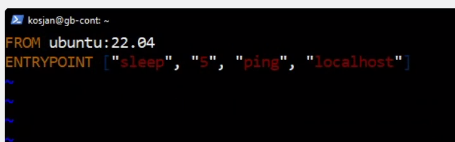 kosjan@gb-cont: ~
FROM ubuntu:22.04
ENTRYPOINT ["sleep", "5", "ping", "localhost"]
~
~
~
~